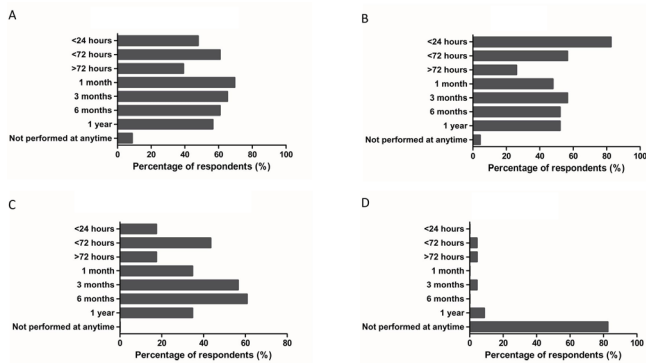 A
<24 hours
<72 hours
>72 hours
1 month
3 months
6 months
1 year
Not performed at anytime
0 20 40 60 80 100
Percentage of respondents (%)
B
<24 hours
<72 hours
>72 hours
1 month
3 months
6 months
1 year
Not performed at anytime
0 20 40 60 80 100
Percentage of respondents (%)
C
<24 hours
<72 hours
>72 hours
1 month
3 months
6 months
1 year
Not performed at anytime
0 20 40 60 80
Percentage of respondents (%)
D
<24 hours
<72 hours
>72 hours
1 month
3 months
6 months
1 year
Not performed at anytime
0 20 40 60 80 100
Percentage of respondents (%)